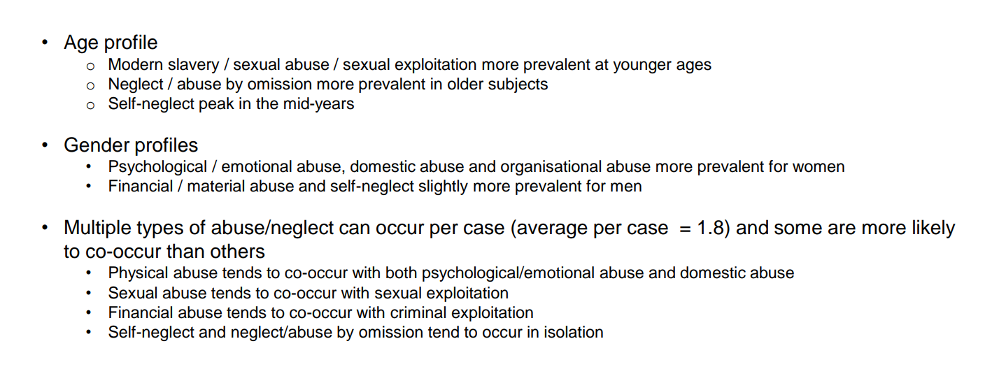 • Age profile
o Modern slavery / sexual abuse / sexual exploitation more prevalent at younger ages
o Neglect / abuse by omission more prevalent in older subjects
o Self-neglect peak in the mid-years
• Gender profiles
• Psychological / emotional abuse, domestic abuse and organisational abuse more prevalent for women
• Financial / material abuse and self-neglect slightly more prevalent for men
• Multiple types of abuse/neglect can occur per case (average per case  = 1.8) and some are more likely
to co-occur than others
• Physical abuse tends to co-occur with both psychological/emotional abuse and domestic abuse
• Sexual abuse tends to co-occur with sexual exploitation
• Financial abuse tends to co-occur with criminal exploitation
• Self-neglect and neglect/abuse by omission tend to occur in isolation